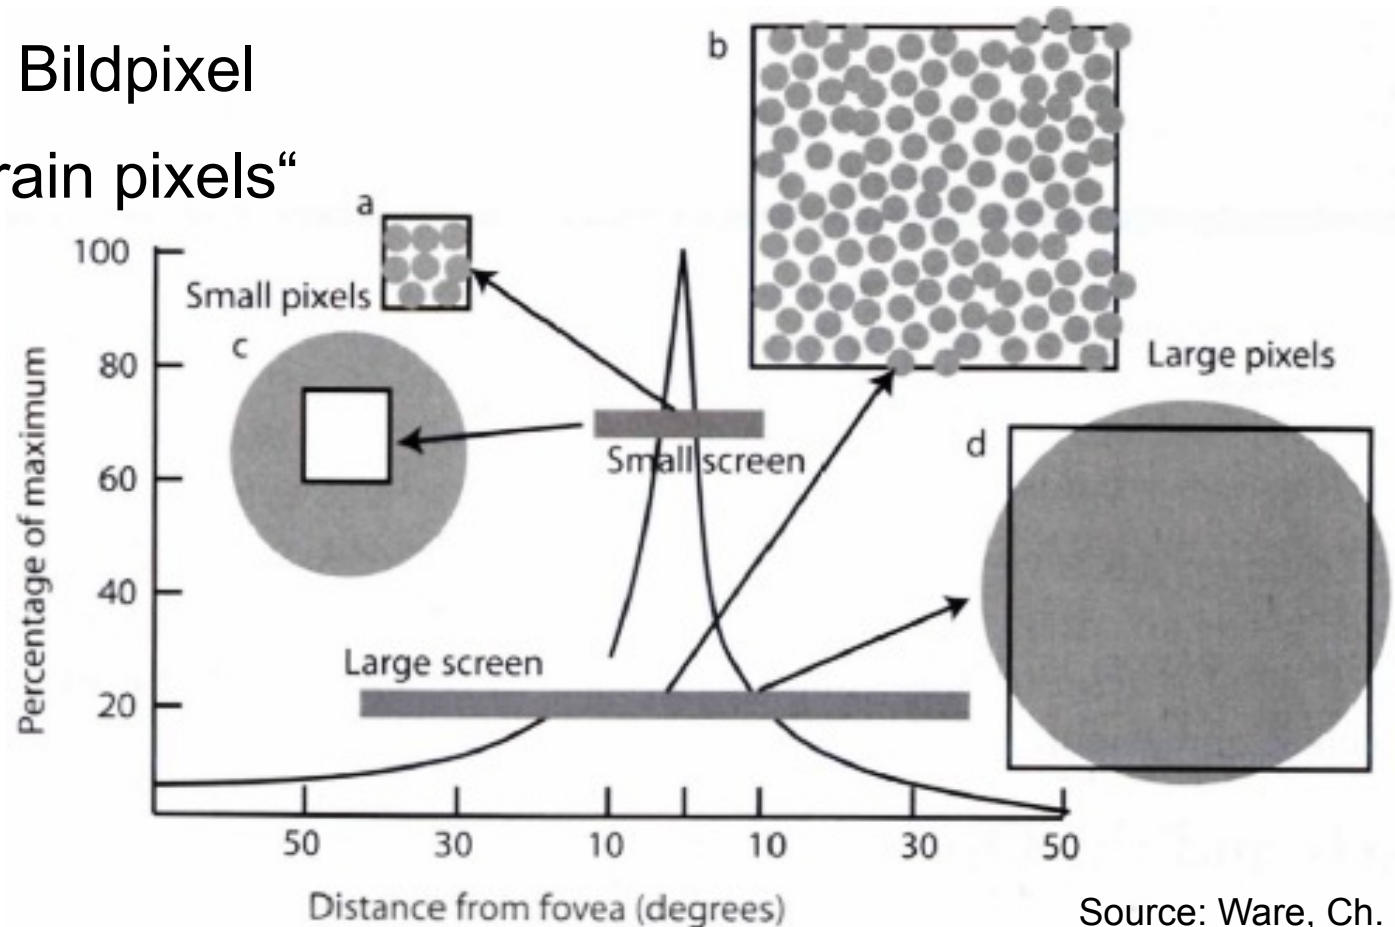 Bildpixel
rain pixels“
a
b
Small pixels
c
Large pixels
d
Small screen
Large screen
Percentage of maximum
100
80
60
40
20
50 30 10 10 30 50
Distance from fovea (degrees)
Source: Ware, Ch.